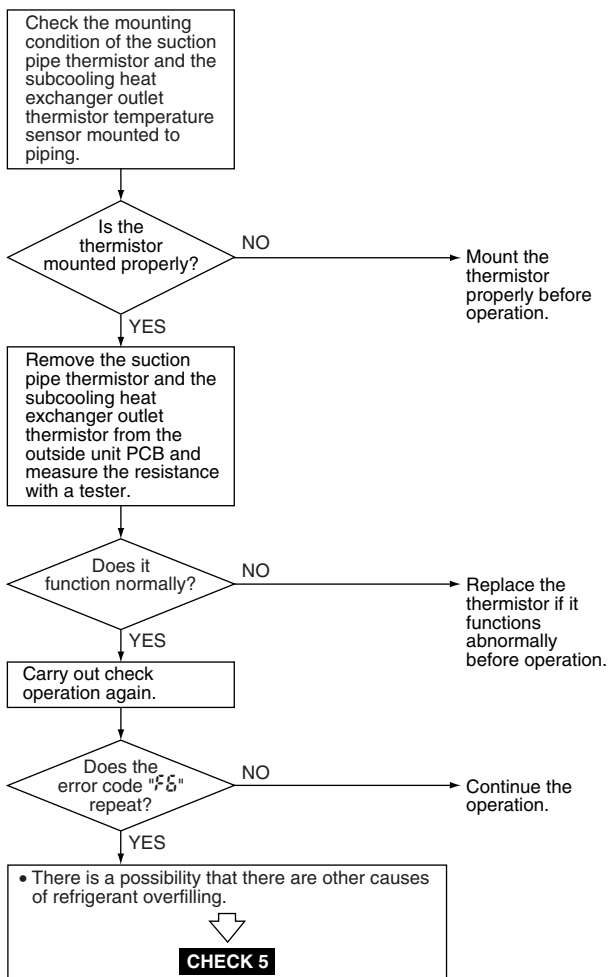 Check the mounting
condition of the suction
pipe thermistor and the
subcooling heat
exchanger outlet
thermistor temperature
sensor mounted to
piping.
Is the
thermistor
mounted properly?
NO
Mount the
thermistor
properly before
operation.
YES
Remove the suction
pipe thermistor and the
subcooling heat
exchanger outlet
thermistor from the
outside unit PCB and
measure the resistance
with a tester.
Does it
function normally?
NO
Replace the
thermistor if it
functions
abnormally
before operation.
YES
Carry out check
operation again.
Does the
error code "F6"
repeat?
NO
Continue the
operation.
YES
• There is a possibility that there are other causes
of refrigerant overfilling.
CHECK 5